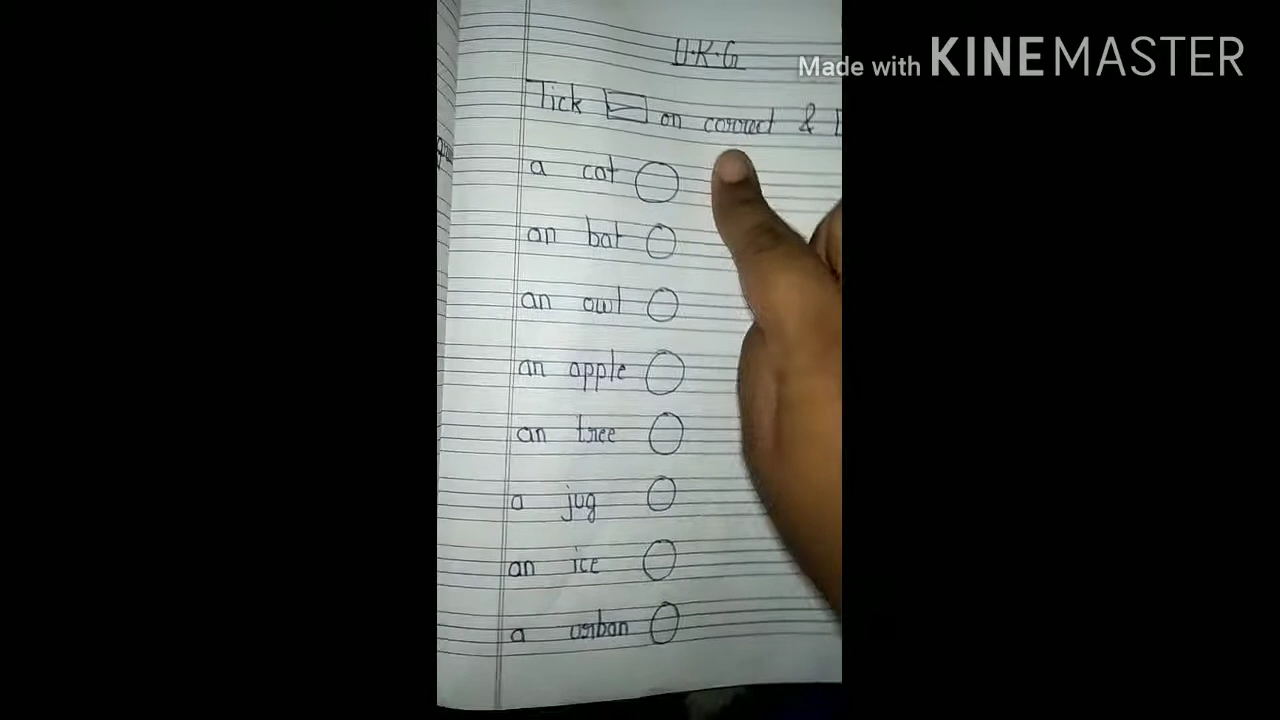 U.K.G
Made with KINEMASTER
Tick on correct &
a cat
an bat
an owl
an apple
an tree
a jug
an ice
a urban